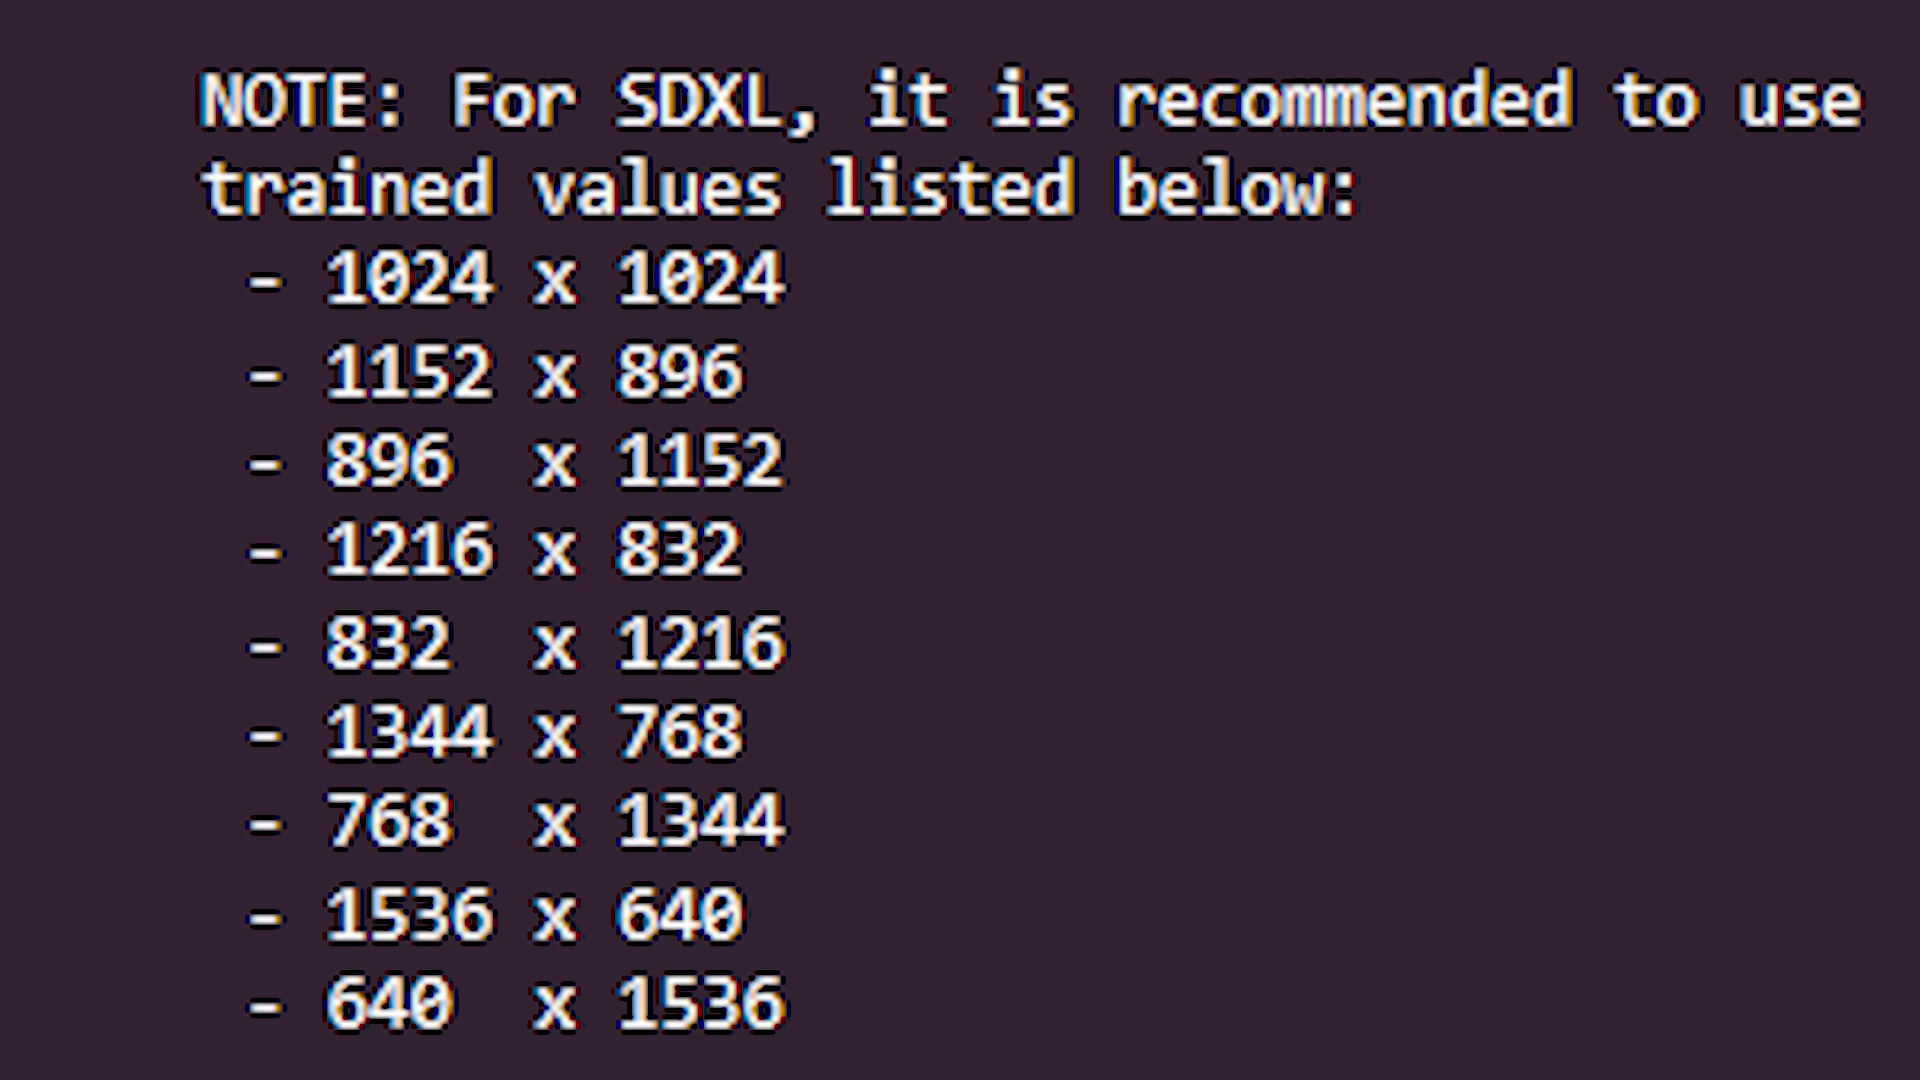 NOTE: For SDXL, it is recommended to use
trained values listed below:
- 1024 x 1024
- 1152 x 896
- 896  x 1152
- 1216 x 832
- 832  x 1216
- 1344 x 768
- 768  x 1344
- 1536 x 640
- 640  x 1536